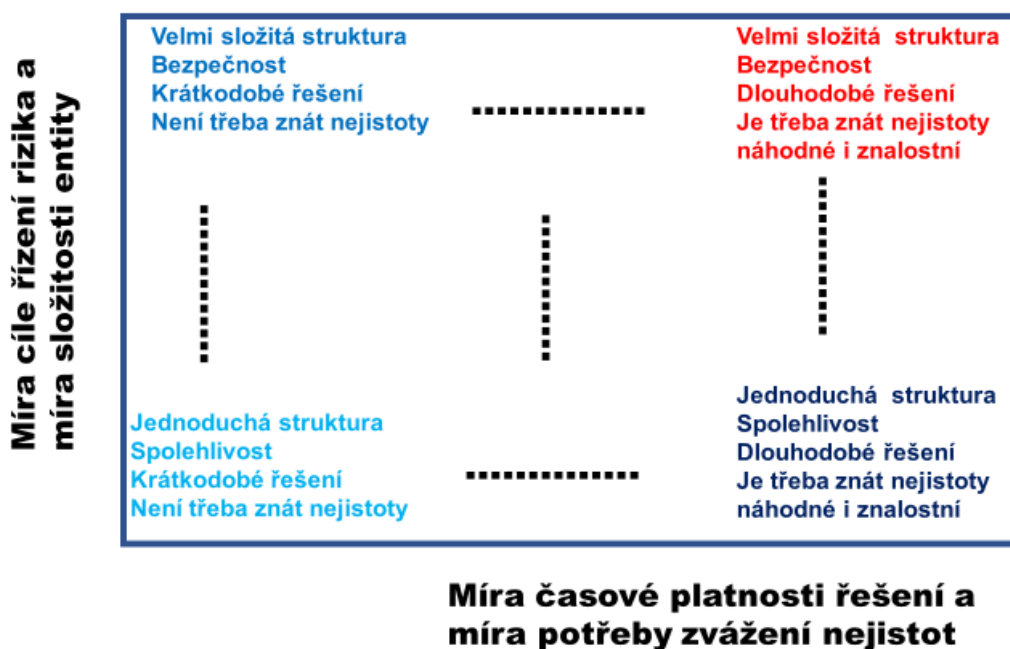 Míra cíle řízení rizika a
míra složitosti entity
Velmi složitá struktura
Bezpečnost
Krátkodobé řešení
Není třeba znát nejistoty
Velmi složitá struktura
Bezpečnost
Dlouhodobé řešení
Je třeba znát nejistoty
náhodné i znalostní
Jednoduchá struktura
Spolehlivost
Krátkodobé řešení
Není třeba znát nejistoty
Jednoduchá struktura
Spolehlivost
Dlouhodobé řešení
Je třeba znát nejistoty
náhodné i znalostní
Míra časové platnosti řešení a
míra potřeby zvážení nejistot